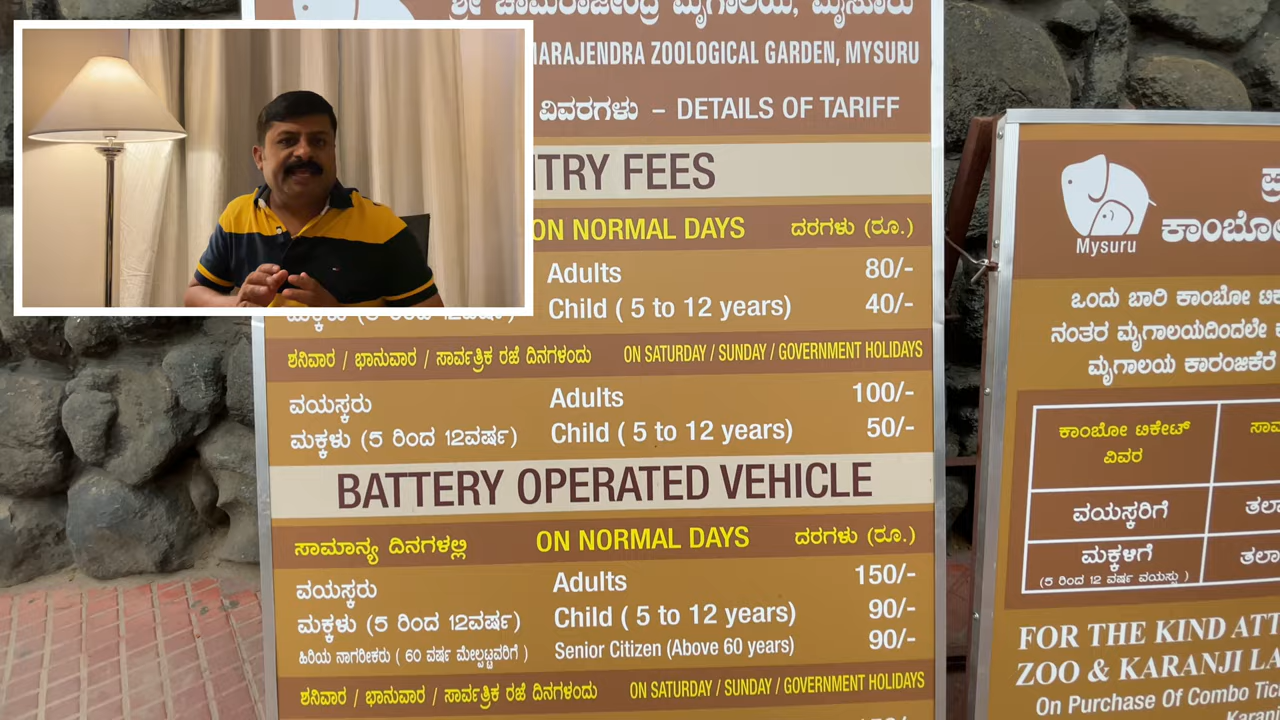 ಶ್ರೀ ಚಾಮರಾಜೇಂದ್ರ ಮೃಗಾಲಯ, ಮೈಸೂರು
ZOOLOGICAL GARDEN, MYSURU
ವಿವರಗಳು – DETAILS OF TARIFF
FEES
ON NORMAL DAYS ದರಗಳು (ರೂ.)
Adults 80/-
Child ( 5 to 12 years) 40/-
ಶನಿವಾರ / ಭಾನುವಾರ / ಸಾರ್ವತ್ರಿಕ ರಜೆ ದಿನಗಳಂದು ON SATURDAY / SUNDAY / GOVERNMENT HOLIDAYS
ವಯಸ್ಕರು Adults 100/-
ಮಕ್ಕಳು (5 ರಿಂದ 12ವರ್ಷ) Child ( 5 to 12 years) 50/-
BATTERY OPERATED VEHICLE
ಸಾಮಾನ್ಯ ದಿನಗಳಲ್ಲಿ ON NORMAL DAYS ದರಗಳು (ರೂ.)
ವಯಸ್ಕರು Adults 150/-
ಮಕ್ಕಳು (5 ರಿಂದ 12ವರ್ಷ) Child ( 5 to 12 years) 90/-
ಹಿರಿಯ ನಾಗರೀಕರು ( 60 ವರ್ಷ ಮೇಲ್ಪಟ್ಟವರಿಗೆ ) Senior Citizen (Above 60 years) 90/-
ಶನಿವಾರ / ಭಾನುವಾರ / ಸಾರ್ವತ್ರಿಕ ರಜೆ ದಿನಗಳಂದು ON SATURDAY / SUNDAY / GOVERNMENT HOLIDAYS
Mysuru
ಒಂದು ಬಾರಿ ಕಾಂಬೋ
ನಂತರ ಮೃಗಾಲಯದಿಂದಲೇ
ಮೃಗಾಲಯ ಕಾರಂಜಿಕೆರೆ
ಕಾಂಬೋ ಟಿಕೇಟ್
ವಿವರ
ವಯಸ್ಕರಿಗೆ
ಮಕ್ಕಳಿಗೆ
(5 ರಿಂದ 12 ವರ್ಷ ವಯಸ್ಸು )
FOR THE KIND
ZOO & KARANJI
On Purchase Of Combo